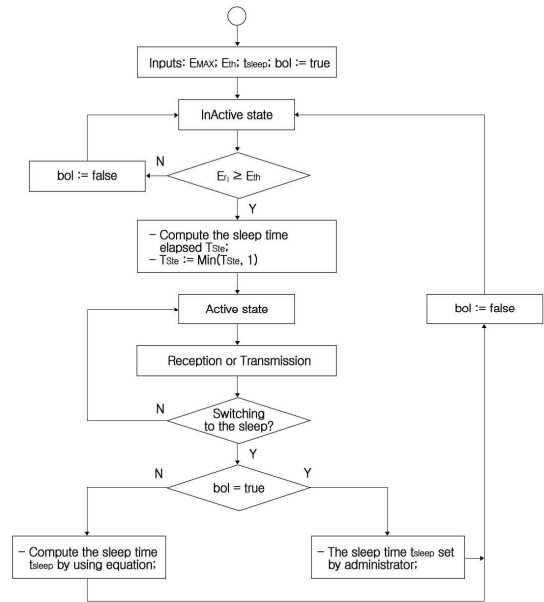 Inputs: EMAX; Eth; tsleep; bol := true
InActive state
N
bol := false
Eri ≥ Eth
Y
- Compute the sleep time
elapsed TSte;
- TSte := Min(TSte, 1)
Active state
bol := false
Reception or Transmission
N
Switching
to the sleep?
Y
N
bol = true
Y
- Compute the sleep time
tsleep by using equation;
- The sleep time tsleep set
by administrator;